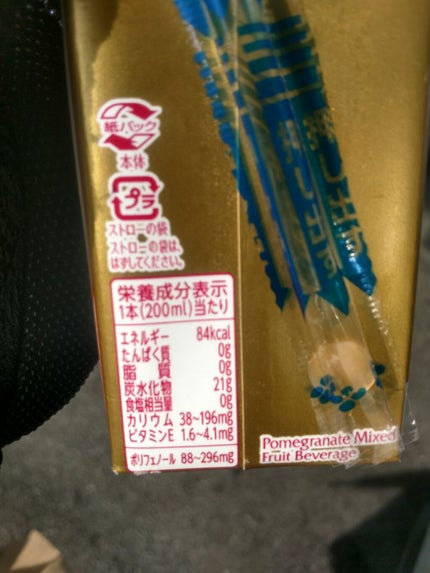 紙パック
本体
プラ
ストローの袋
ストローの袋は、
はずしてください。
栄養成分表示
1本(200ml)当たり
エネルギー 84kcal
たんぱく質 0g
脂質 0g
炭水化物 21g
食塩相当量 0g
カリウム 38~196mg
ビタミンE 1.6~4.1mg
ポリフェノール 88~296mg
Pomegranate Mixed
Fruit Beverage